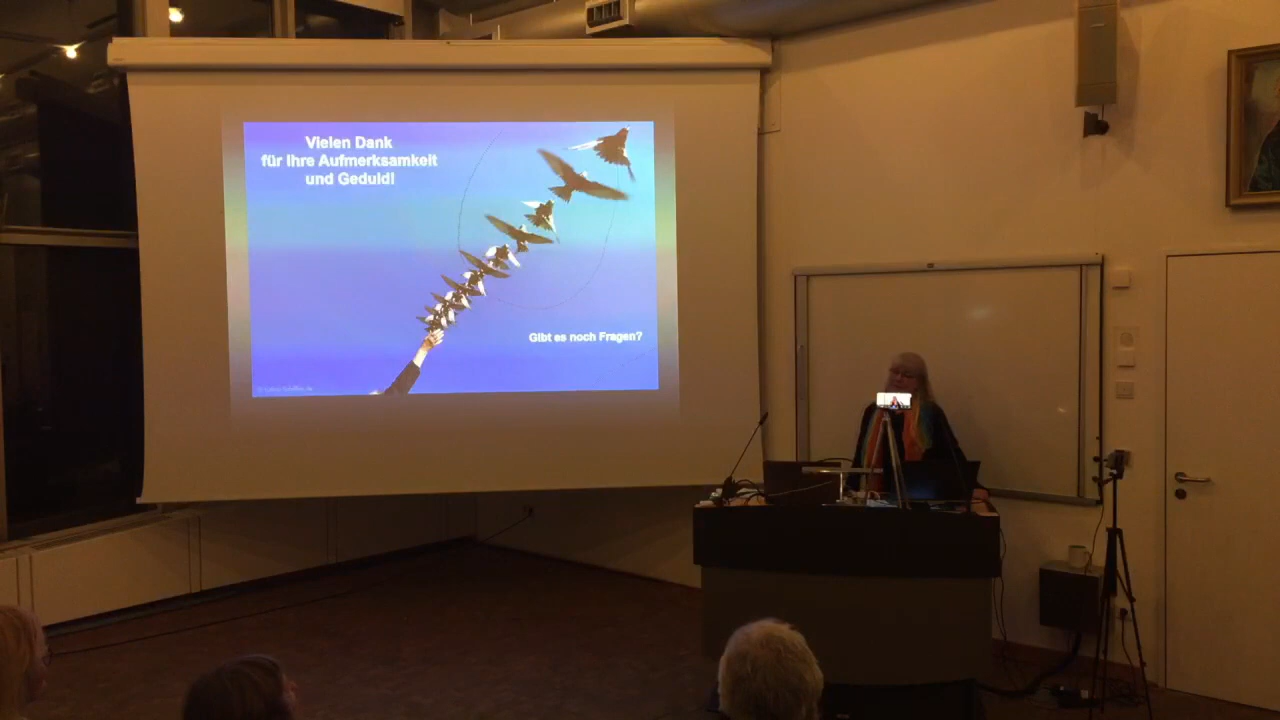 Vielen Dank
für Ihre Aufmerksamkeit
und Geduld!
Gibt es noch Fragen?